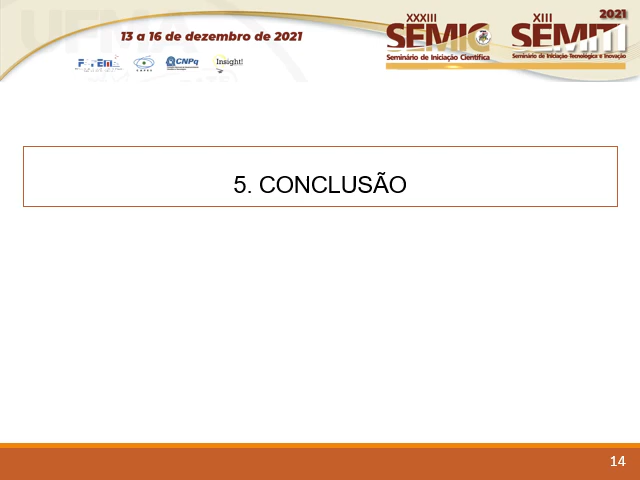 UFMA
13 a 16 de dezembro de 2021
CNPq
Insight!
XXXIII
SEMIC
Seminário de Iniciação Científica
2021
XIII
SEMITI
Seminário de Iniciação Tecnológica e Inovação
5. CONCLUSÃO
14